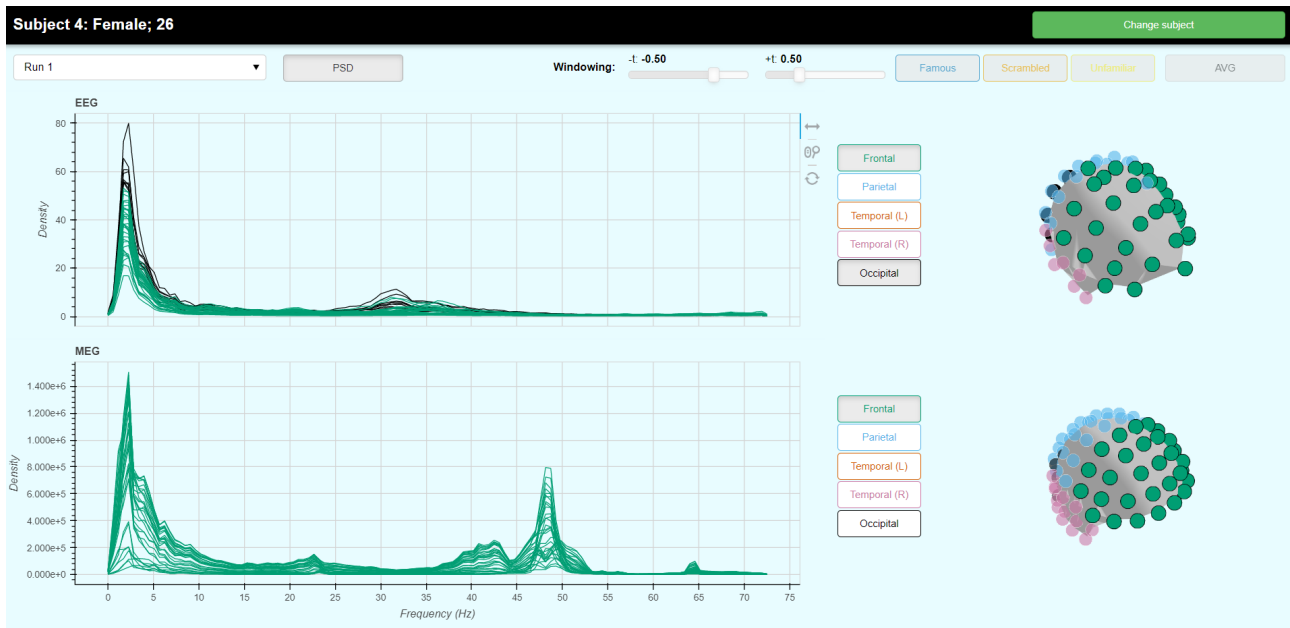 Subject 4: Female; 26
Change subject
Run 1
PSD
Windowing:
-t: -0.50
+t: 0.50
Famous
Scrambled
Unfamiliar
AVG
EEG
80
60
40
20
0
Density
Frontal
Parietal
Temporal (L)
Temporal (R)
Occipital
MEG
1.400e+6
1.200e+6
1.000e+6
8.000e+5
6.000e+5
4.000e+5
2.000e+5
0.000e+0
Density
0 5 10 15 20 25 30 35 40 45 50 55 60 65 70 75
Frequency (Hz)
Frontal
Parietal
Temporal (L)
Temporal (R)
Occipital